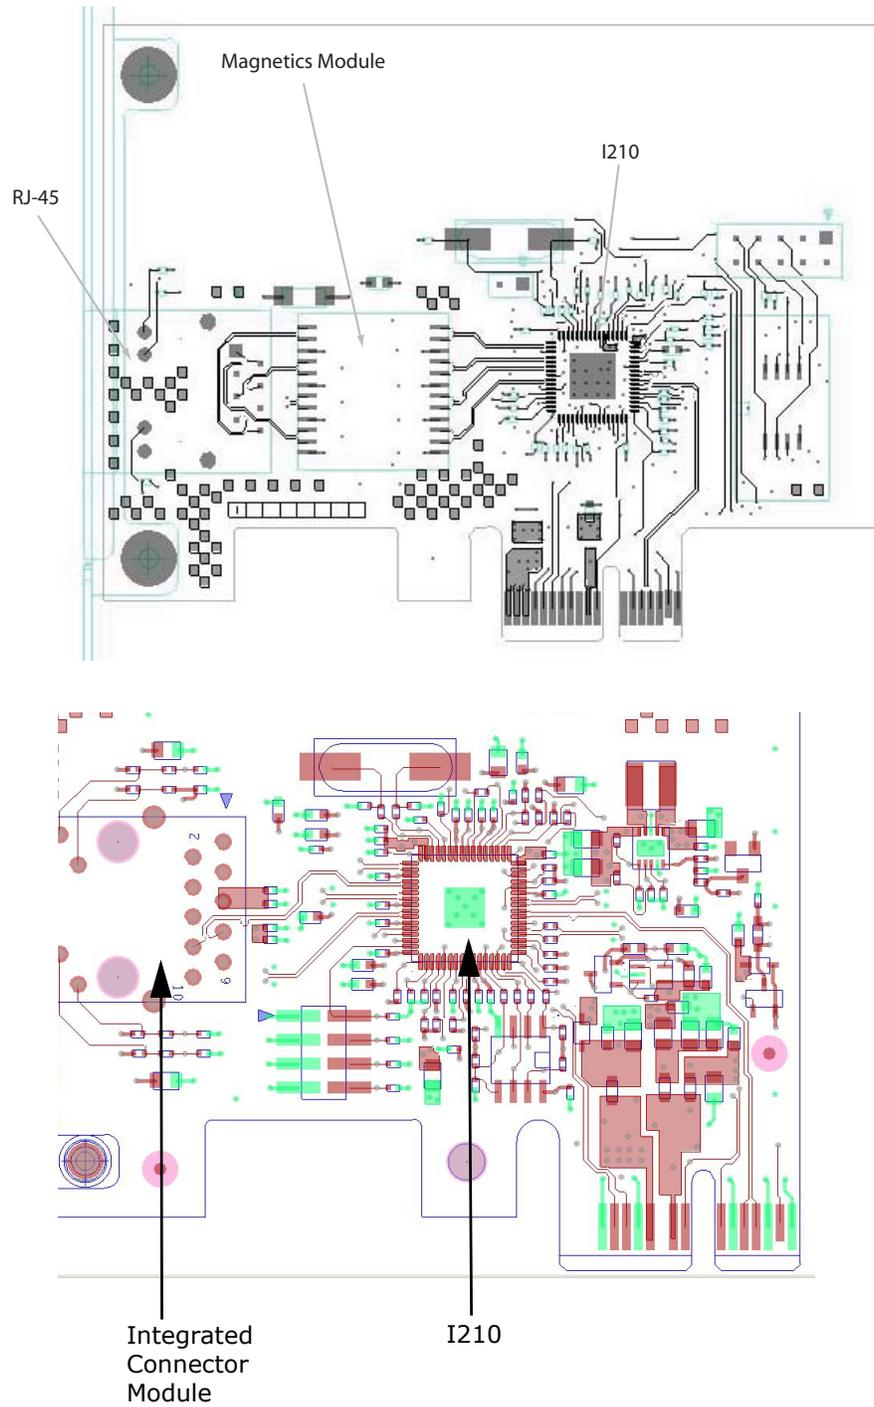 Magnetics Module
I210
RJ-45
2
10
9
Integrated
Connector
Module
I210